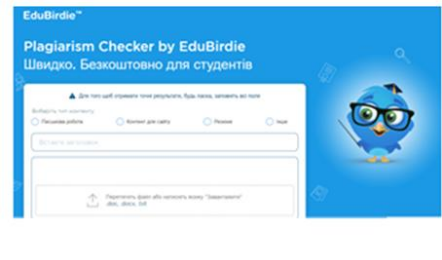 EduBirdie™
Plagiarism Checker by EduBirdie
Швидко. Безкоштовно для студентів
Для того щоб отримати точні результати, будь ласка, заповніть всі поля
Виберіть тип контенту
Письмова робота Контент для сайту Резюме Інше
Вставте заголовок
Перетягніть файл або натисніть кнопку "Завантажити"
.doc, .docx, .txt